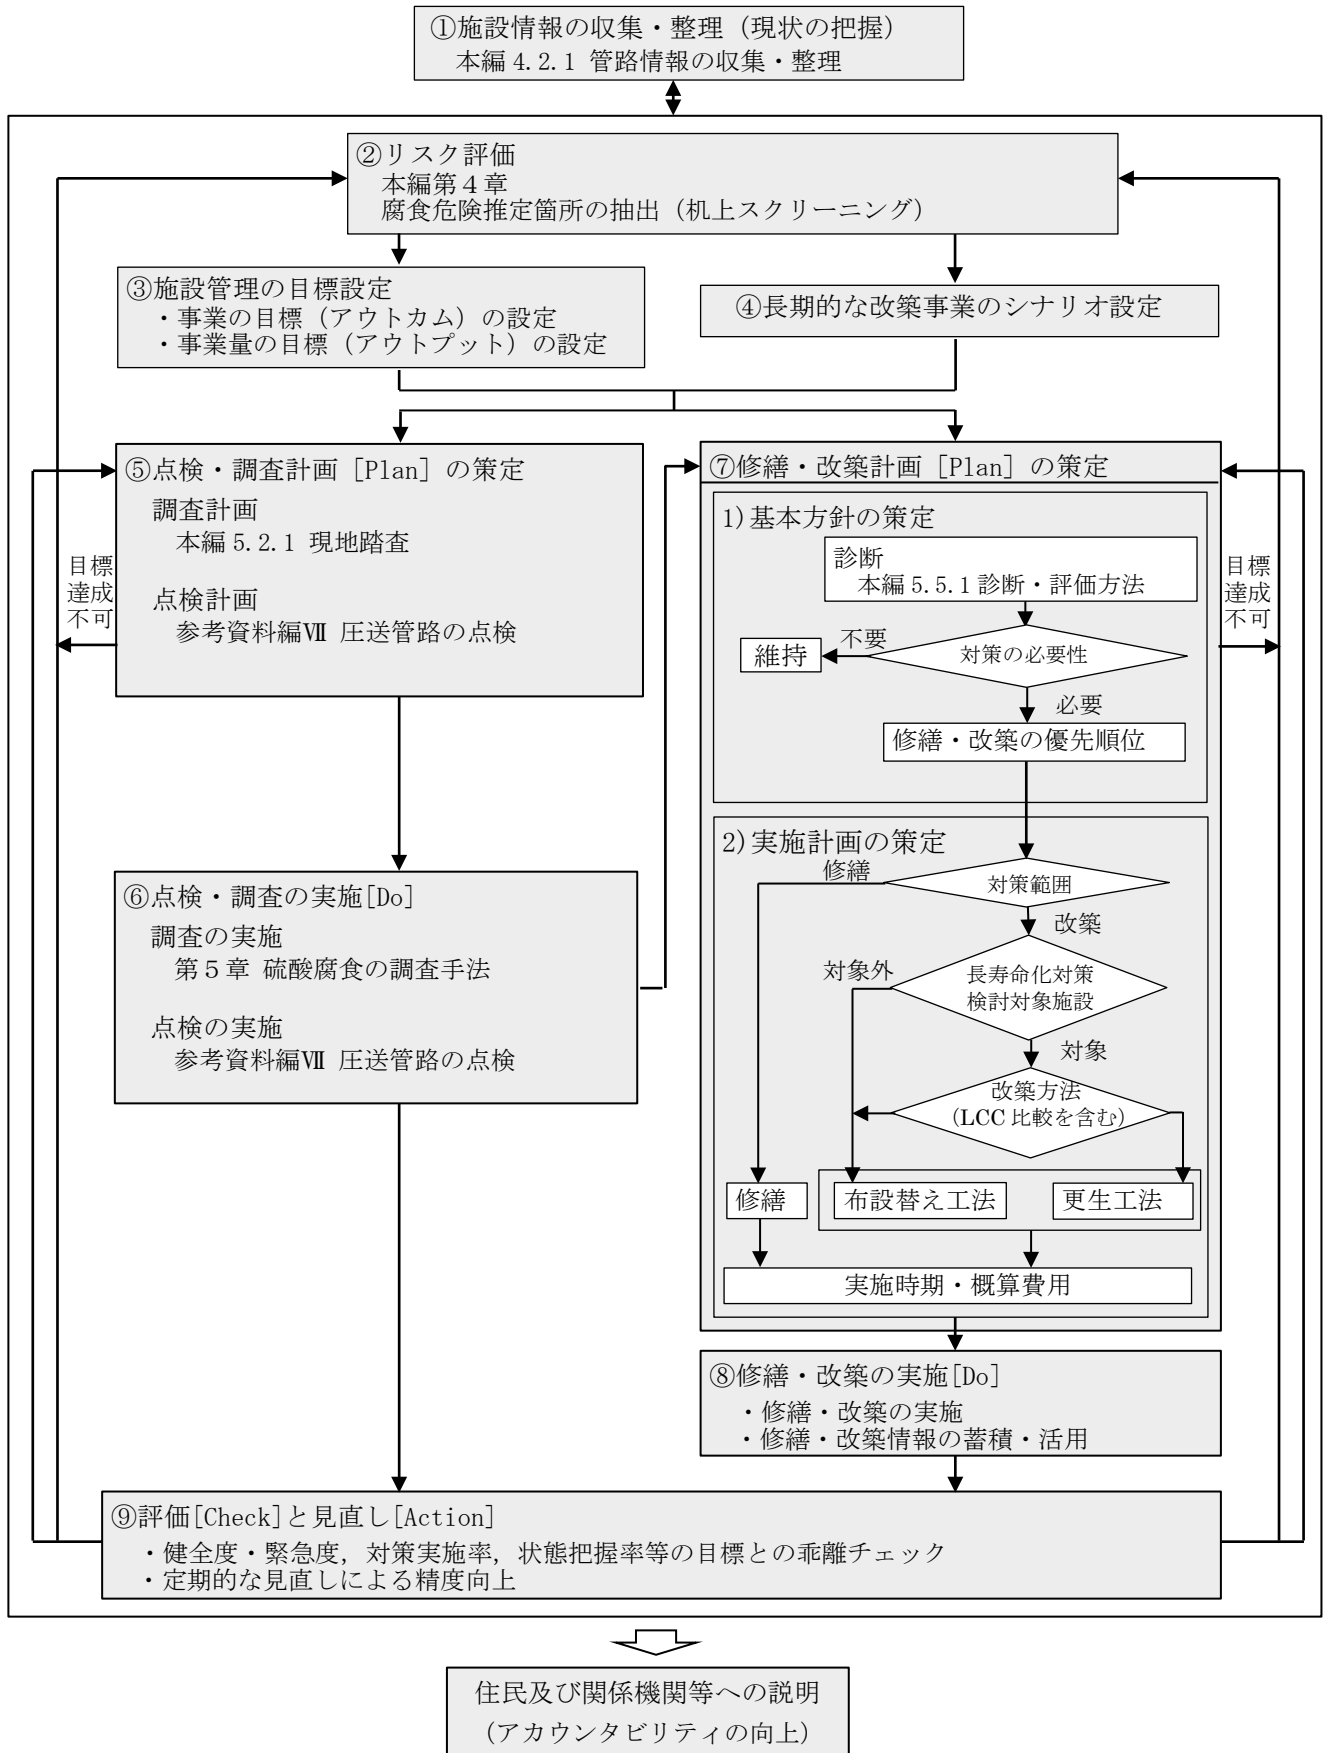 ①施設情報の収集・整理（現状の把握）
本編 4.2.1 管路情報の収集・整理
②リスク評価
本編第４章
腐食危険推定箇所の抽出（机上スクリーニング）
③施設管理の目標設定
・事業の目標（アウトカム）の設定
・事業量の目標（アウトプット）の設定
④長期的な改築事業のシナリオ設定
⑤点検・調査計画［Plan］の策定
調査計画
本編 5.2.1 現地踏査
点検計画
参考資料編Ⅶ 圧送管路の点検
目標
達成
不可
⑥点検・調査の実施[Do]
調査の実施
第５章 硫酸腐食の調査手法
点検の実施
参考資料編Ⅶ 圧送管路の点検
⑦修繕・改築計画［Plan］の策定
1)基本方針の策定
診断
本編 5.5.1 診断・評価方法
対策の必要性
不要
維持
必要
修繕・改築の優先順位
目標
達成
不可
2)実施計画の策定
修繕
対策範囲
改築
対象外
長寿命化対策
検討対象施設
対象
改築方法
（LCC 比較を含む）
修繕
布設替え工法
更生工法
実施時期・概算費用
⑧修繕・改築の実施[Do]
・修繕・改築の実施
・修繕・改築情報の蓄積・活用
⑨評価[Check]と見直し[Action]
・健全度・緊急度，対策実施率，状態把握率等の目標との乖離チェック
・定期的な見直しによる精度向上
住民及び関係機関等への説明
（アカウンタビリティの向上）